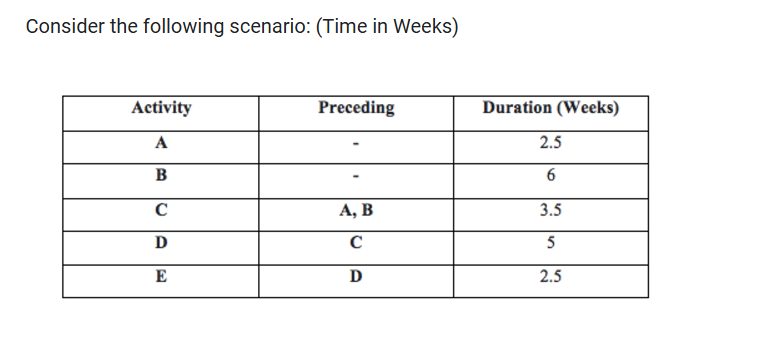 Consider the following scenario: (Time in Weeks)
Activity Preceding Duration (Weeks)
A - 2.5
B - 6
C A, B 3.5
D C 5
E D 2.5